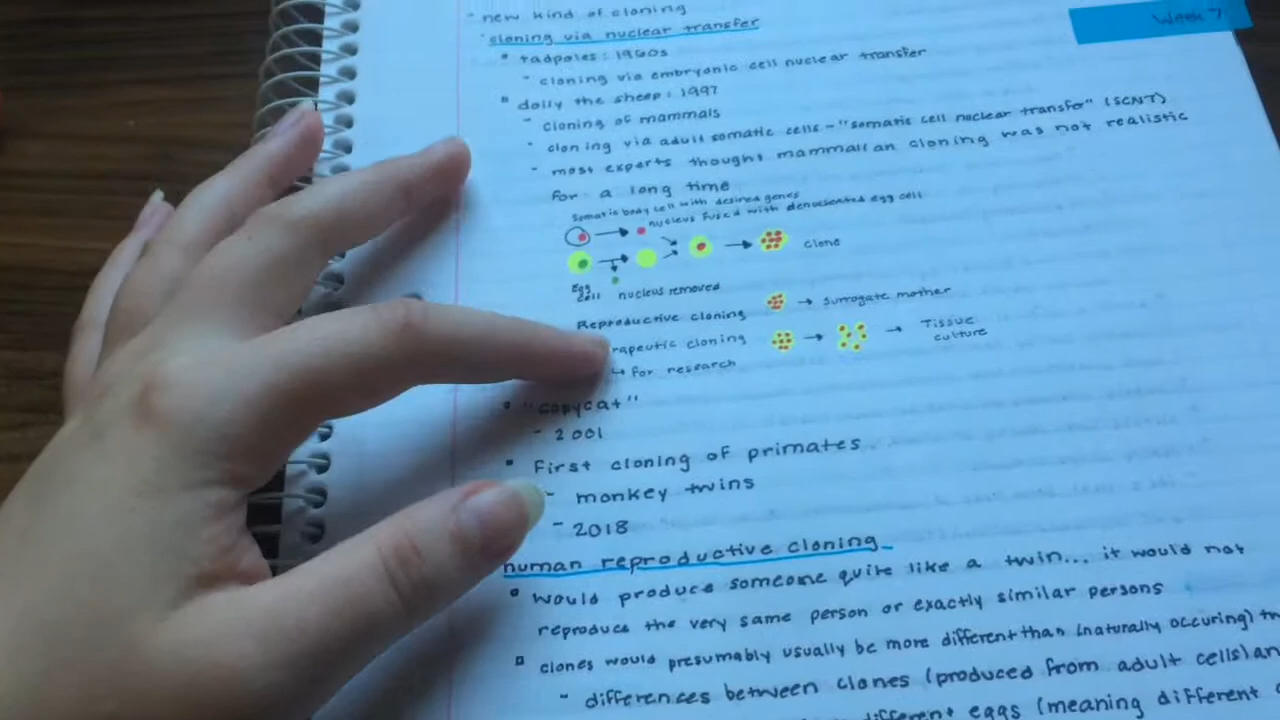 Week 7
- new kind of cloning
cloning via nuclear transfer
tadpoles: 1960s
- cloning via embryonic cell nuclear transfer
dolly the sheep: 1997
- cloning of mammals
- cloning via adult somatic cells - "somatic cell nuclear transfer" (SCNT)
- most experts thought mammalian cloning was not realistic
for a long time
somatic body cell with desired genes
nucleus fused with denucleated egg cell
clone
Egg
cell
nucleus removed
Reproductive cloning → surrogate mother
rapeutic cloning → → Tissue
culture
↳ for research
"copycat"
- 2001
First cloning of primates
- monkey twins
- 2018
human reproductive cloning
would produce someone quite like a twin... it would not
reproduce the very same person or exactly similar persons
clones would presumably usually be more different than (naturally occuring)
- differences between clones (produced from adult cells)
different eggs (meaning different